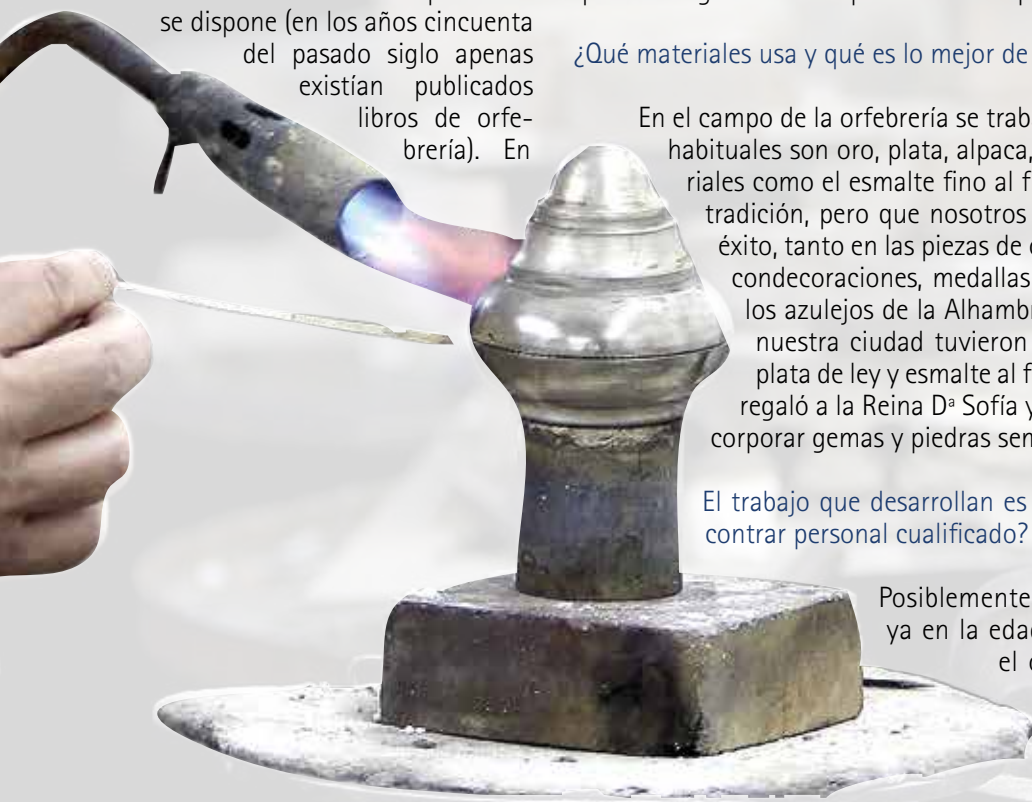 se dispone (en los años cincuenta
del pasado siglo apenas
existían publicados
libros de orfe-
brería). En
¿Qué materiales usa y qué es lo mejor de
En el campo de la orfebrería se trab
habituales son oro, plata, alpaca,
riales como el esmalte fino al f
tradición, pero que nosotros
éxito, tanto en las piezas de
condecoraciones, medallas
los azulejos de la Alhambr
nuestra ciudad tuvieron
plata de ley y esmalte al f
regaló a la Reina Dª Sofía y
corporar gemas y piedras sem
El trabajo que desarrollan es
contrar personal cualificado?
Posiblemente
ya en la edad
el